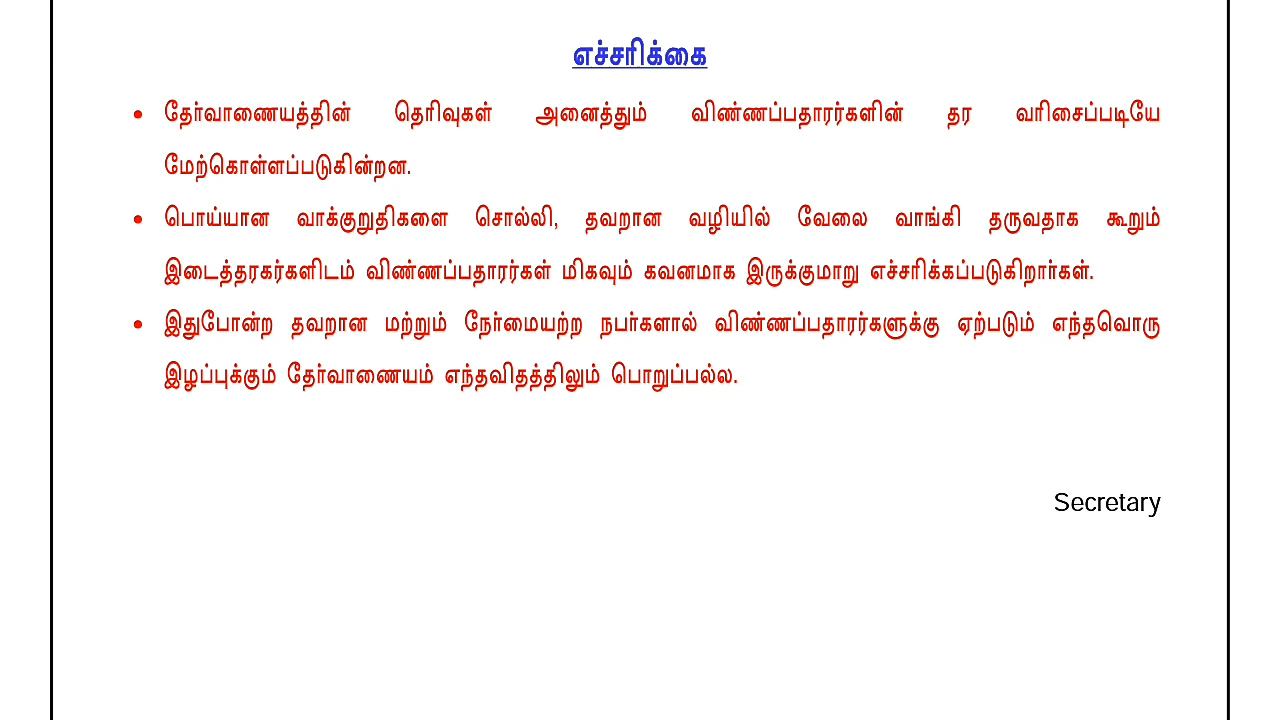 எச்சரிக்கை
• தேர்வாணையத்தின் தெரிவுகள் அனைத்தும் விண்ணப்பதாரர்களின் தர வரிசைப்படியே
மேற்கொள்ளப்படுகின்றன.
• பொய்யான வாக்குறுதிகளை சொல்லி, தவறான வழியில் வேலை வாங்கி தருவதாக கூறும்
இடைத்தரகர்களிடம் விண்ணப்பதாரர்கள் மிகவும் கவனமாக இருக்குமாறு எச்சரிக்கப்படுகிறார்கள்.
• இதுபோன்ற தவறான மற்றும் நேர்மையற்ற நபர்களால் விண்ணப்பதாரர்களுக்கு ஏற்படும் எந்தவொரு
இழப்புக்கும் தேர்வாணையம் எந்தவிதத்திலும் பொறுப்பல்ல.
Secretary